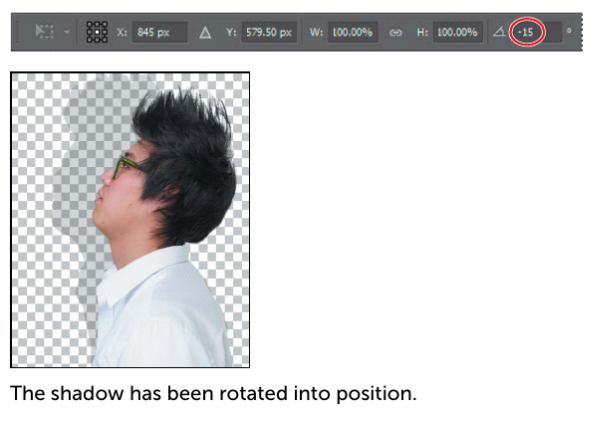 X: 845 px Δ Y: 579.50 px W: 100.00% H: 100.00% -15 °
The shadow has been rotated into position.